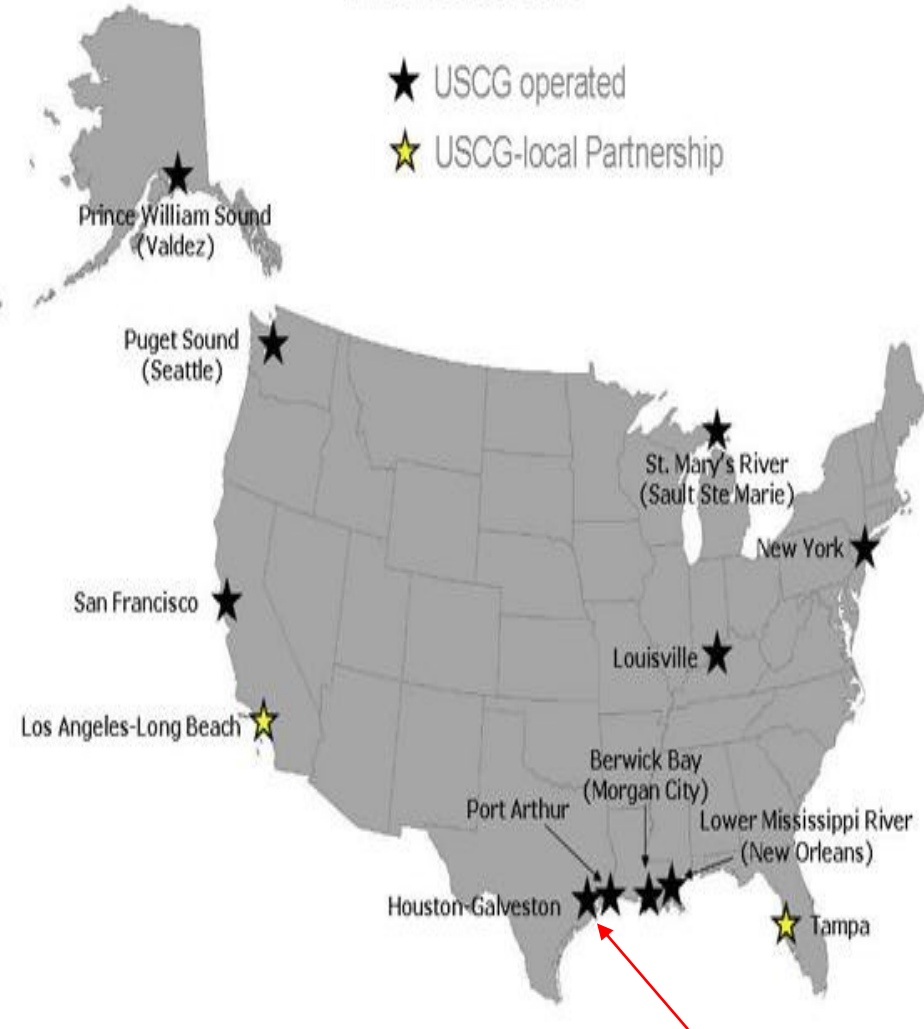 USCG operated
USCG-local Partnership
Prince William Sound
(Valdez)
Puget Sound
(Seattle)
St. Mary's River
(Sault Ste Marie)
New York
San Francisco
Louisville
Los Angeles-Long Beach
Berwick Bay
(Morgan City)
Port Arthur
Lower Mississippi River
(New Orleans)
Houston-Galveston
Tampa